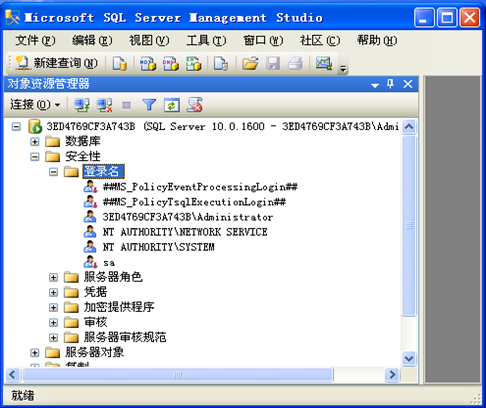 Microsoft SQL Server Management Studio
文件(F) 编辑(E) 视图(V) 工具(T) 窗口(W) 社区(C) 帮助(H)
新建查询(N)
对象资源管理器
连接(O)
3ED4769CF3A743B (SQL Server 10.0.1600 - 3ED4769CF3A743B\Admi
数据库
安全性
登录名
##MS_PolicyEventProcessingLogin##
##MS_PolicyTsqlExecutionLogin##
3ED4769CF3A743B\Administrator
NT AUTHORITY\NETWORK SERVICE
NT AUTHORITY\SYSTEM
sa
服务器角色
凭据
加密提供程序
审核
服务器审核规范
服务器对象
就绪